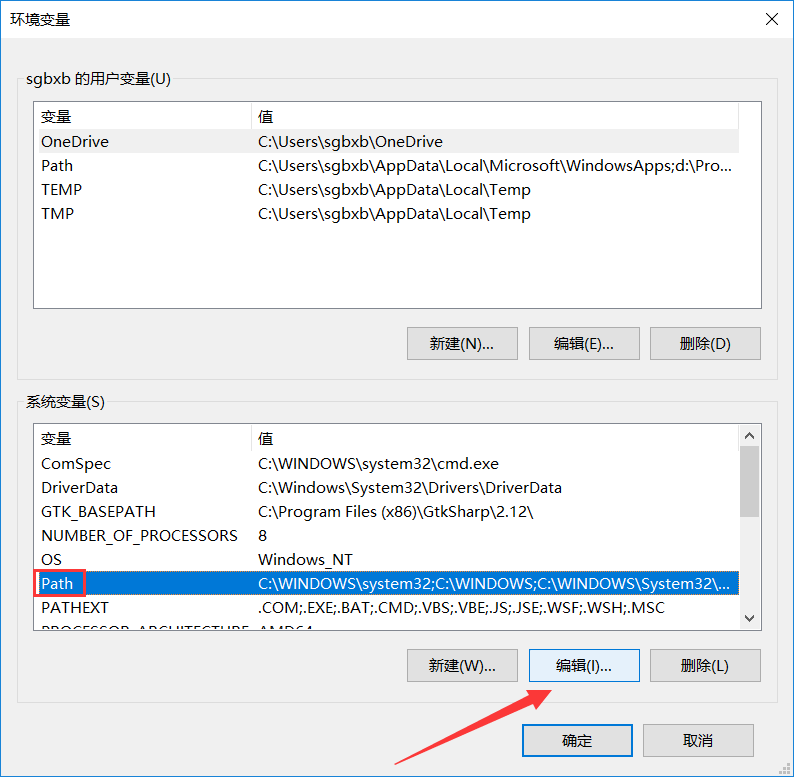 环境变量
sgbxb 的用户变量(U)
变量 值
OneDrive C:\Users\sgbxb\OneDrive
Path C:\Users\sgbxb\AppData\Local\Microsoft\WindowsApps;d:\Pro...
TEMP C:\Users\sgbxb\AppData\Local\Temp
TMP C:\Users\sgbxb\AppData\Local\Temp
新建(N)... 编辑(E)... 删除(D)
系统变量(S)
变量 值
ComSpec C:\WINDOWS\system32\cmd.exe
DriverData C:\Windows\System32\Drivers\DriverData
GTK_BASEPATH C:\Program Files (x86)\GtkSharp\2.12\
NUMBER_OF_PROCESSORS 8
OS Windows_NT
Path C:\WINDOWS\system32;C:\WINDOWS;C:\WINDOWS\System32\...
PATHEXT .COM;.EXE;.BAT;.CMD;.VBS;.VBE;.JS;.JSE;.WSF;.WSH;.MSC
PROCESSOR_ARCHITECTURE AMD64
新建(W)... 编辑(I)... 删除(L)
确定 取消